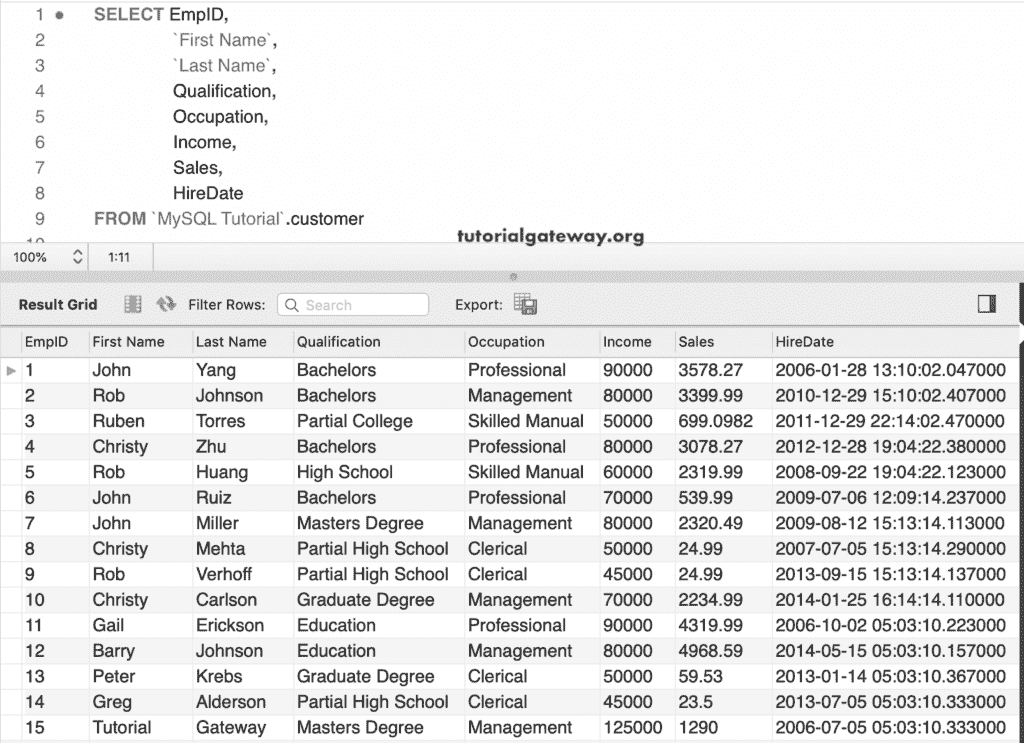 1 SELECT EmpID,
2 `First Name`,
3 `Last Name`,
4 Qualification,
5 Occupation,
6 Income,
7 Sales,
8 HireDate
9 FROM `MySQL Tutorial`.customer
10
tutorialgateway.org
100% 1:11
Result Grid Filter Rows: Search Export:
EmpID First Name Last Name Qualification Occupation Income Sales HireDate
1 John Yang Bachelors Professional 90000 3578.27 2006-01-28 13:10:02.047000
2 Rob Johnson Bachelors Management 80000 3399.99 2010-12-29 15:10:02.407000
3 Ruben Torres Partial College Skilled Manual 50000 699.0982 2011-12-29 22:14:02.470000
4 Christy Zhu Bachelors Professional 80000 3078.27 2012-12-28 19:04:22.380000
5 Rob Huang High School Skilled Manual 60000 2319.99 2008-09-22 19:04:22.123000
6 John Ruiz Bachelors Professional 70000 539.99 2009-07-06 12:09:14.237000
7 John Miller Masters Degree Management 80000 2320.49 2009-08-12 15:13:14.113000
8 Christy Mehta Partial High School Clerical 50000 24.99 2007-07-05 15:13:14.290000
9 Rob Verhoff Partial High School Clerical 45000 24.99 2013-09-15 15:13:14.137000
10 Christy Carlson Graduate Degree Management 70000 2234.99 2014-01-25 16:14:14.110000
11 Gail Erickson Education Professional 90000 4319.99 2006-10-02 05:03:10.223000
12 Barry Johnson Education Management 80000 4968.59 2014-05-15 05:03:10.157000
13 Peter Krebs Graduate Degree Clerical 50000 59.53 2013-01-14 05:03:10.367000
14 Greg Alderson Partial High School Clerical 45000 23.5 2013-07-05 05:03:10.333000
15 Tutorial Gateway Masters Degree Management 125000 1290 2006-07-05 05:03:10.333000